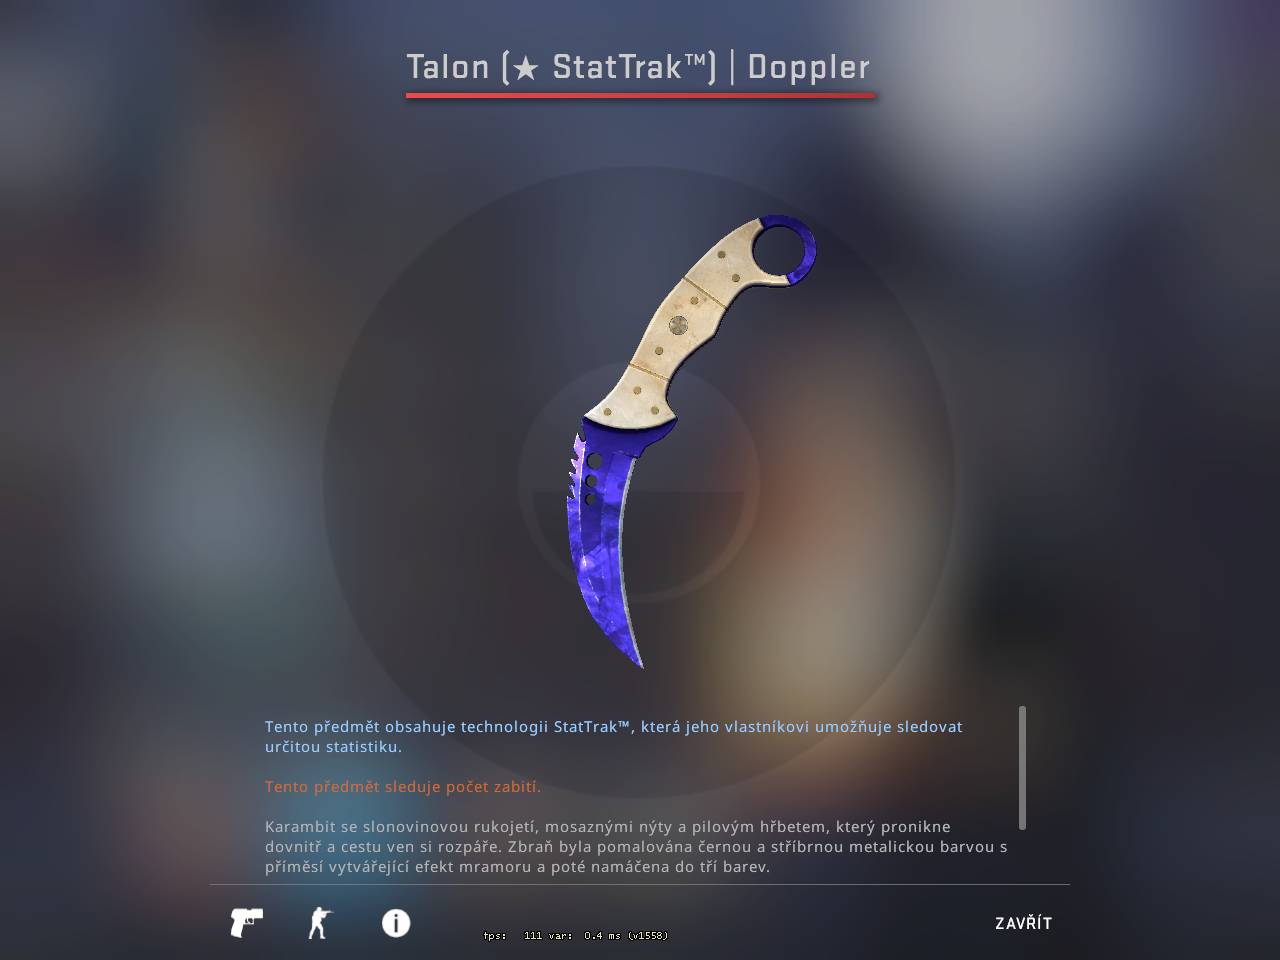 Talon (★ StatTrak™) | Doppler
Tento předmět obsahuje technologii StatTrak™, která jeho vlastníkovi umožňuje sledovat
určitou statistiku.
Tento předmět sleduje počet zabití.
Karambit se slonovinovou rukojetí, mosaznými nýty a pilovým hřbetem, který pronikne
dovnitř a cestu ven si rozpáře. Zbraň byla pomalována černou a stříbrnou metalickou barvou s
příměsí vytvářející efekt mramoru a poté namáčena do tří barev.
ZAVŘÍT
fps: 111 var: 0.4 ms (v1558)